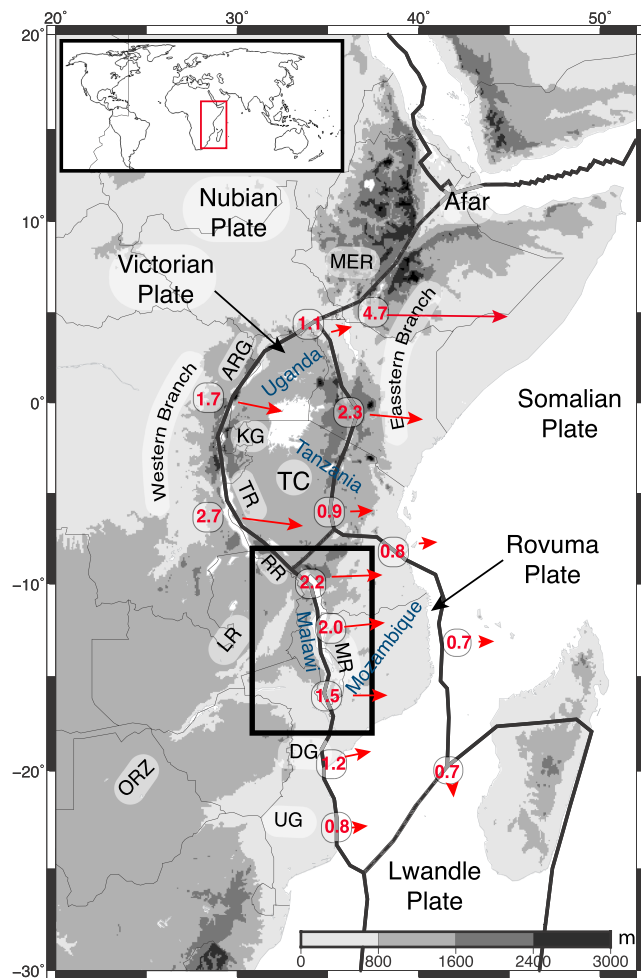 20°
30°
40°
50°
20°
10°
0°
−10°
−20°
−30°
Nubian
Plate
Afar
MER
Victorian
Plate
4.7
1.1
ARG
Uganda
Easstern Branch
Western Branch
1.7
2.3
Somalian
Plate
KG
Tanzania
TC
TR
0.9
2.7
0.8
Rovuma
Plate
RR
2.2
LR
Malawi
2.0
MR
Mozambique
0.7
1.5
DG
1.2
0.7
ORZ
UG
0.8
Lwandle
Plate
m
0
800
1600
2400
3000